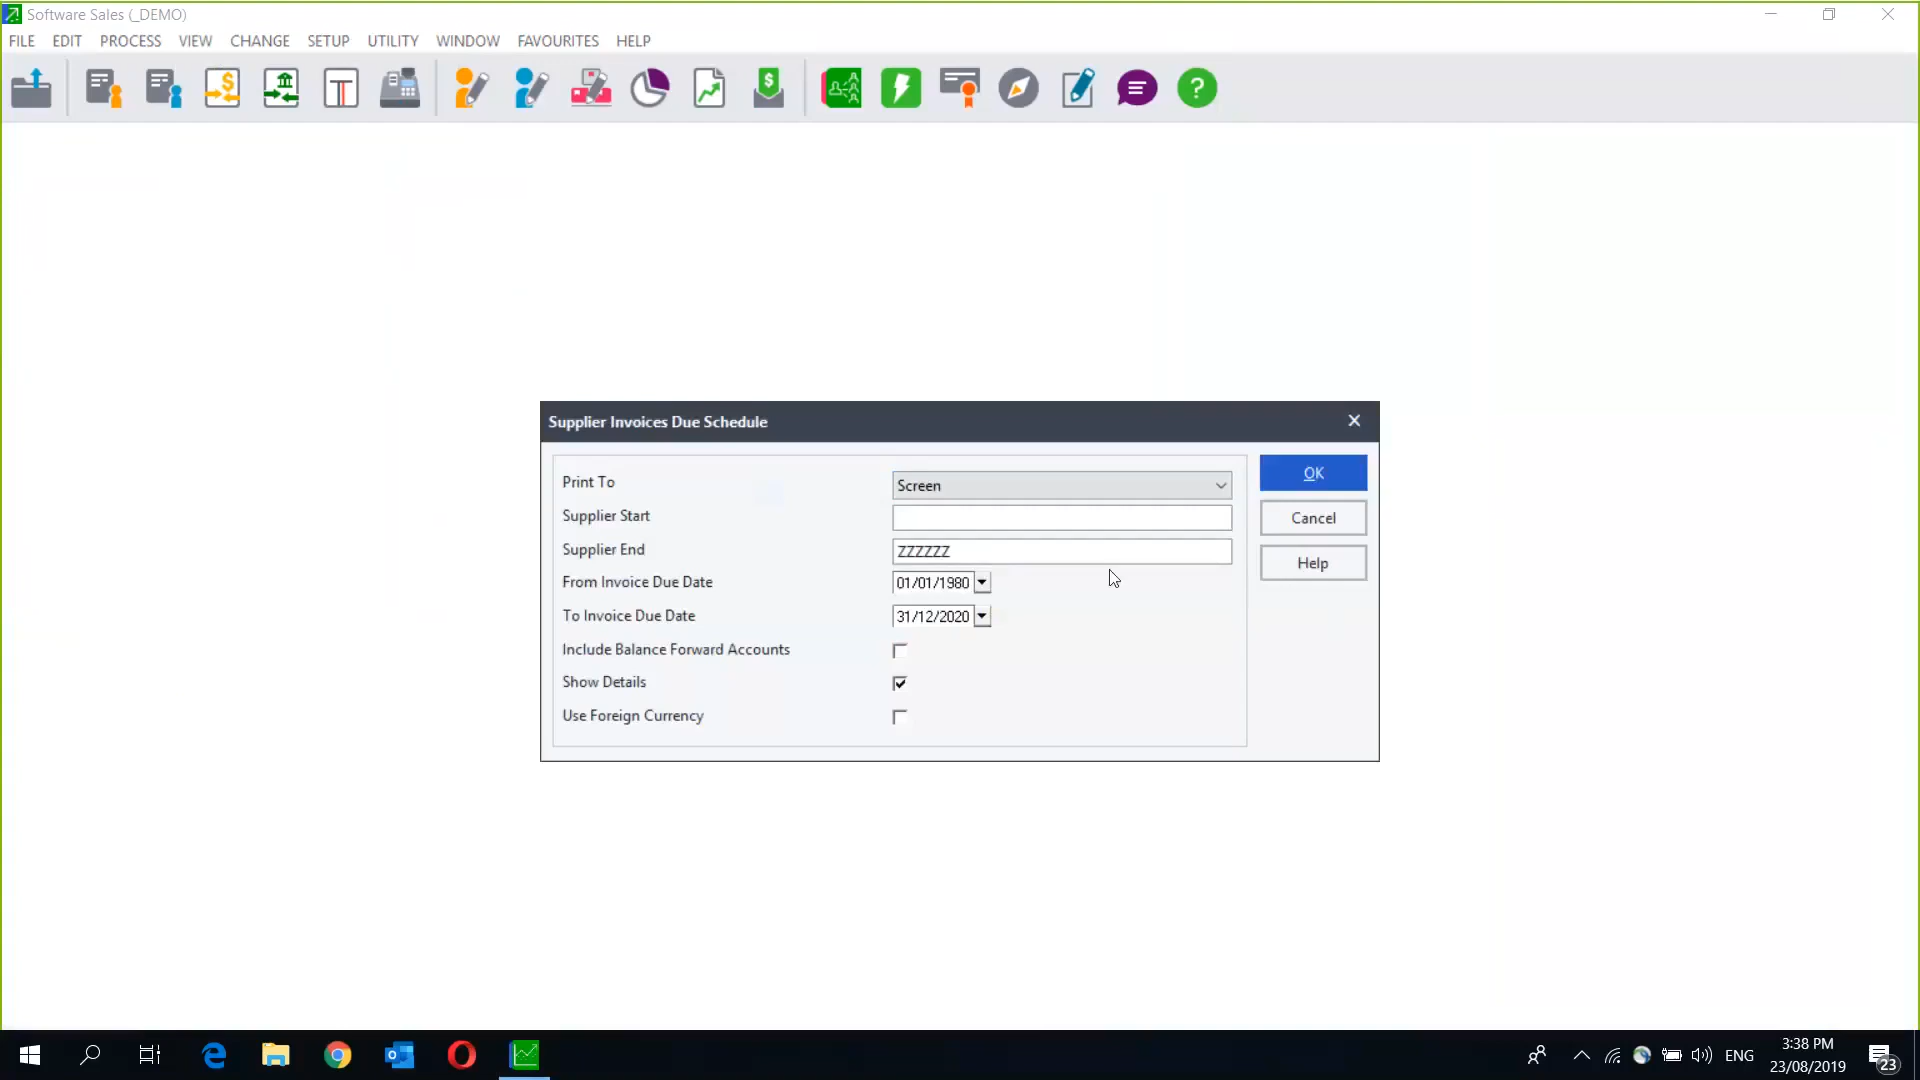 Software Sales (_DEMO)
FILE EDIT PROCESS VIEW CHANGE SETUP UTILITY WINDOW FAVOURITES HELP
Supplier Invoices Due Schedule
Print To Screen OK
Supplier Start Cancel
Supplier End ZZZZZZ Help
From Invoice Due Date 01/01/1980
To Invoice Due Date 31/12/2020
Include Balance Forward Accounts
Show Details
Use Foreign Currency
ENG 3:38 PM
23/08/2019 23